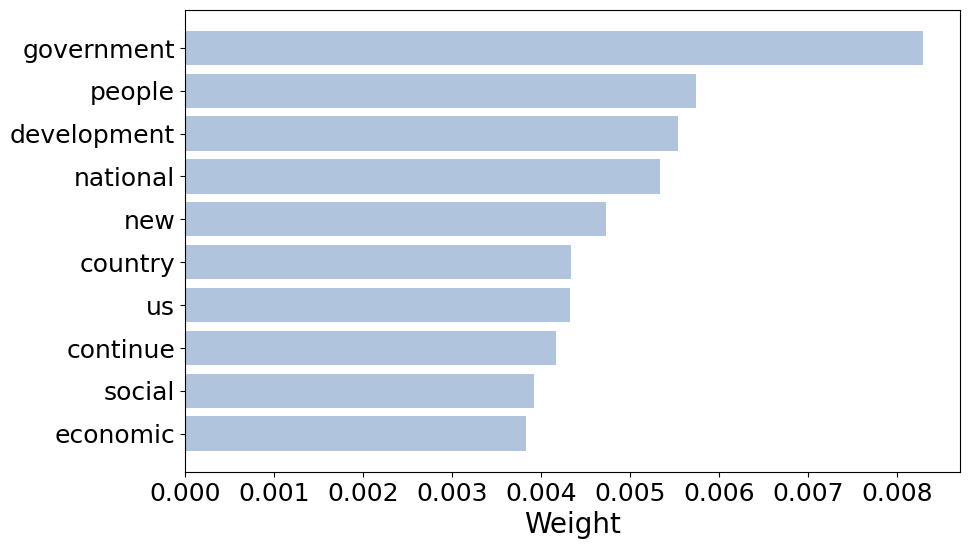 government
people
development
national
new
country
us
continue
social
economic
0.000 0.001 0.002 0.003 0.004 0.005 0.006 0.007 0.008
Weight